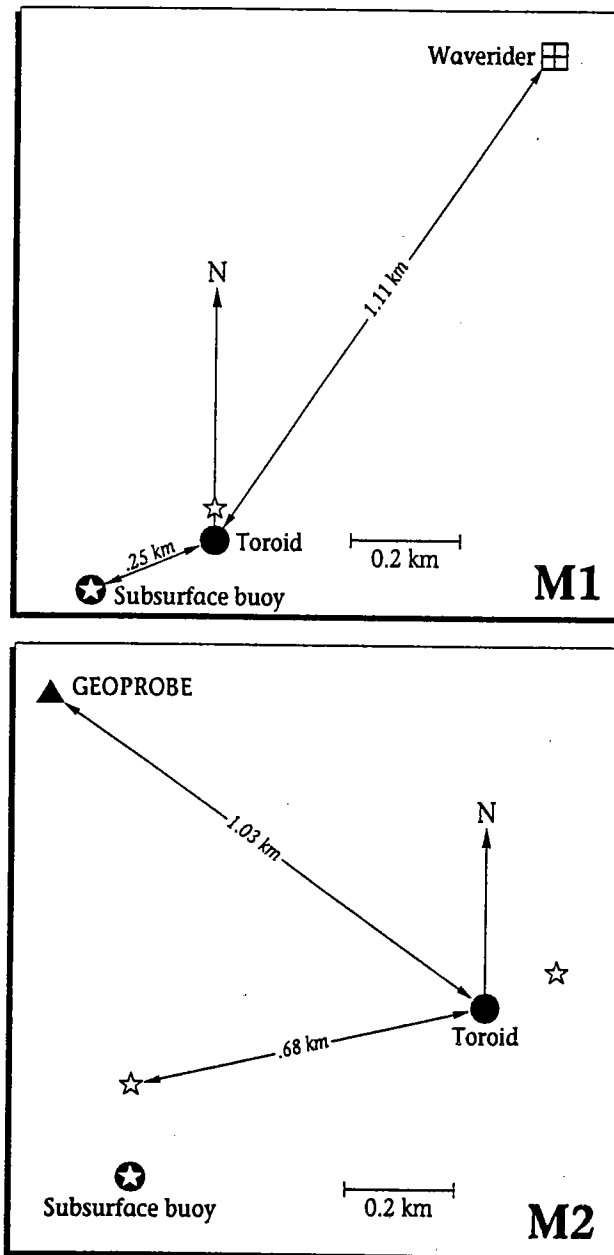 Waverider
N
1.11 km
Toroid
.25 km
0.2 km
Subsurface buoy
M1
GEOPROBE
1.03 km
N
Toroid
.68 km
Subsurface buoy
0.2 km
M2